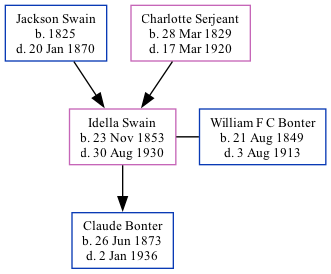 Jackson Swain
b. 1825
d. 20 Jan 1870
Charlotte Serjeant
b. 28 Mar 1829
d. 17 Mar 1920
Idella Swain
b. 23 Nov 1853
d. 30 Aug 1930
William F C Bonter
b. 21 Aug 1849
d. 3 Aug 1913
Claude Bonter
b. 26 Jun 1873
d. 2 Jan 1936